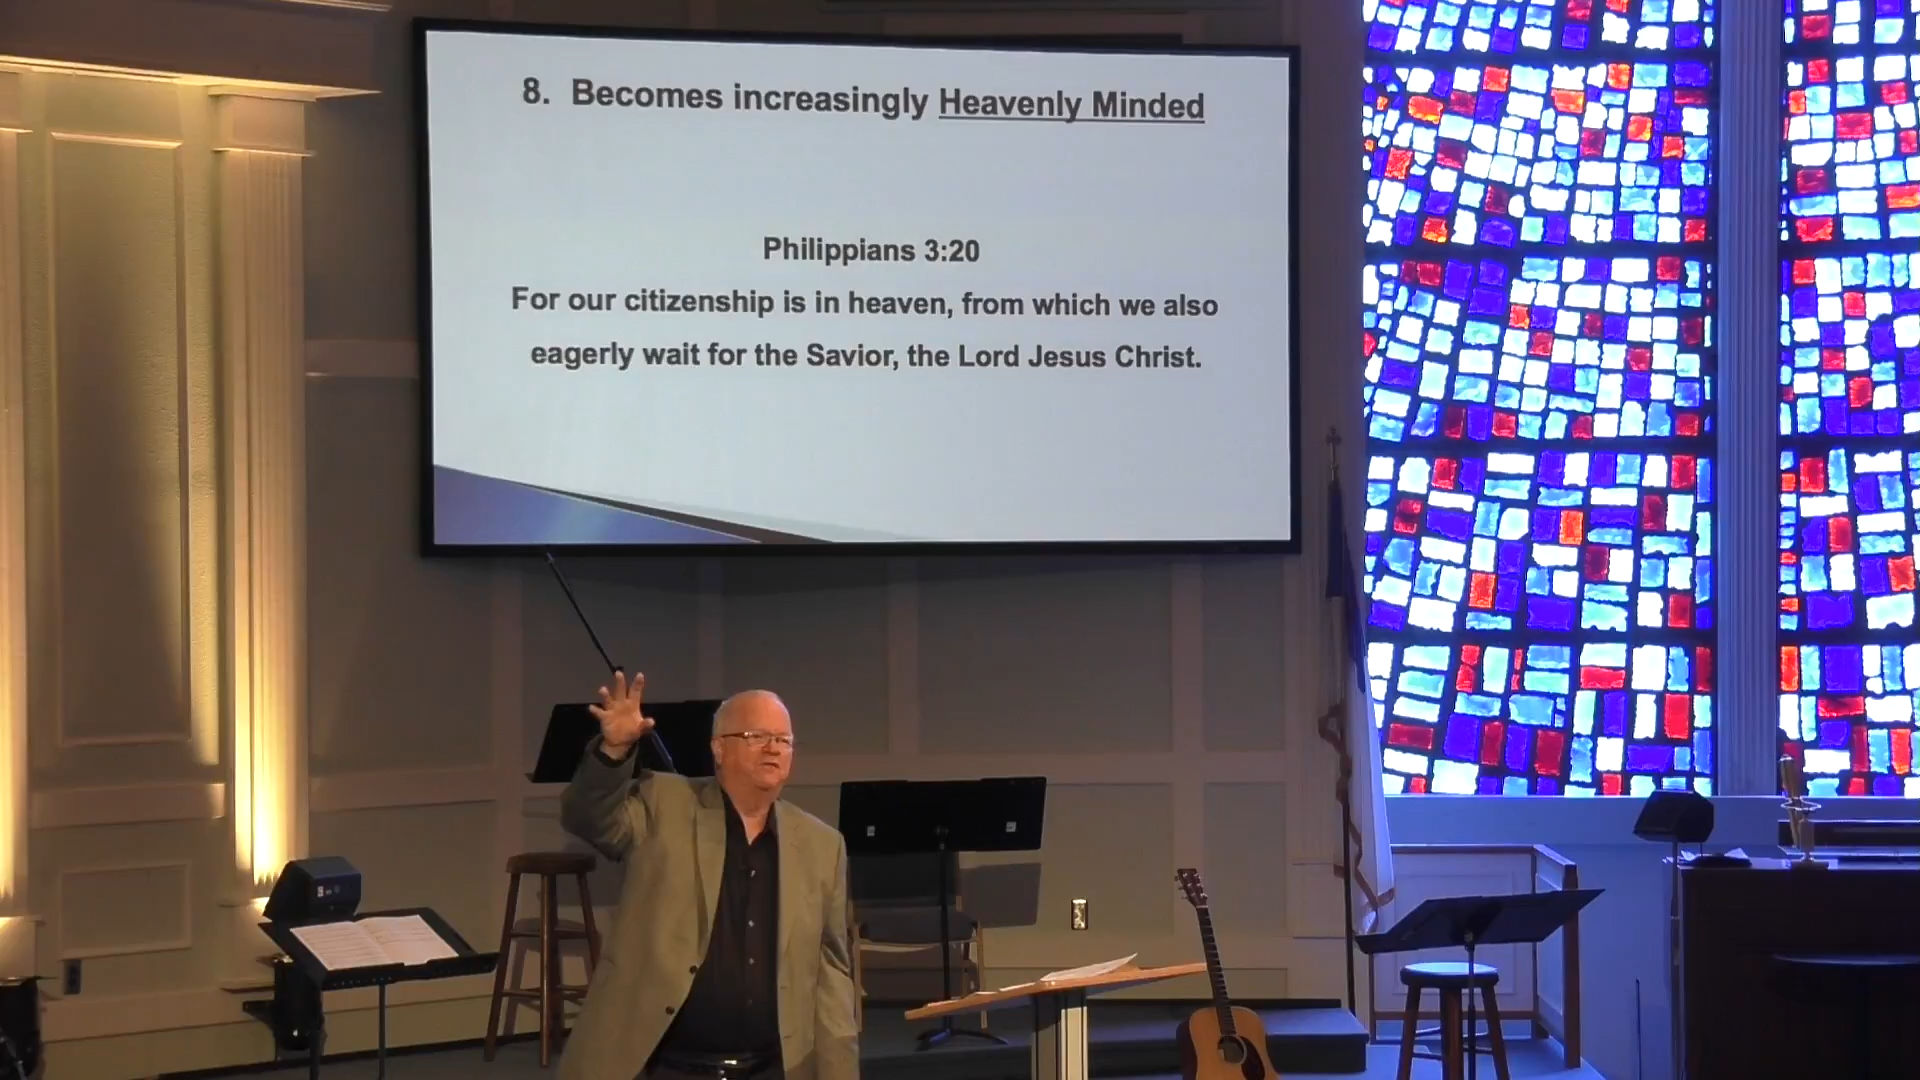 8. Becomes increasingly Heavenly Minded
Philippians 3:20
For our citizenship is in heaven, from which we also
eagerly wait for the Savior, the Lord Jesus Christ.